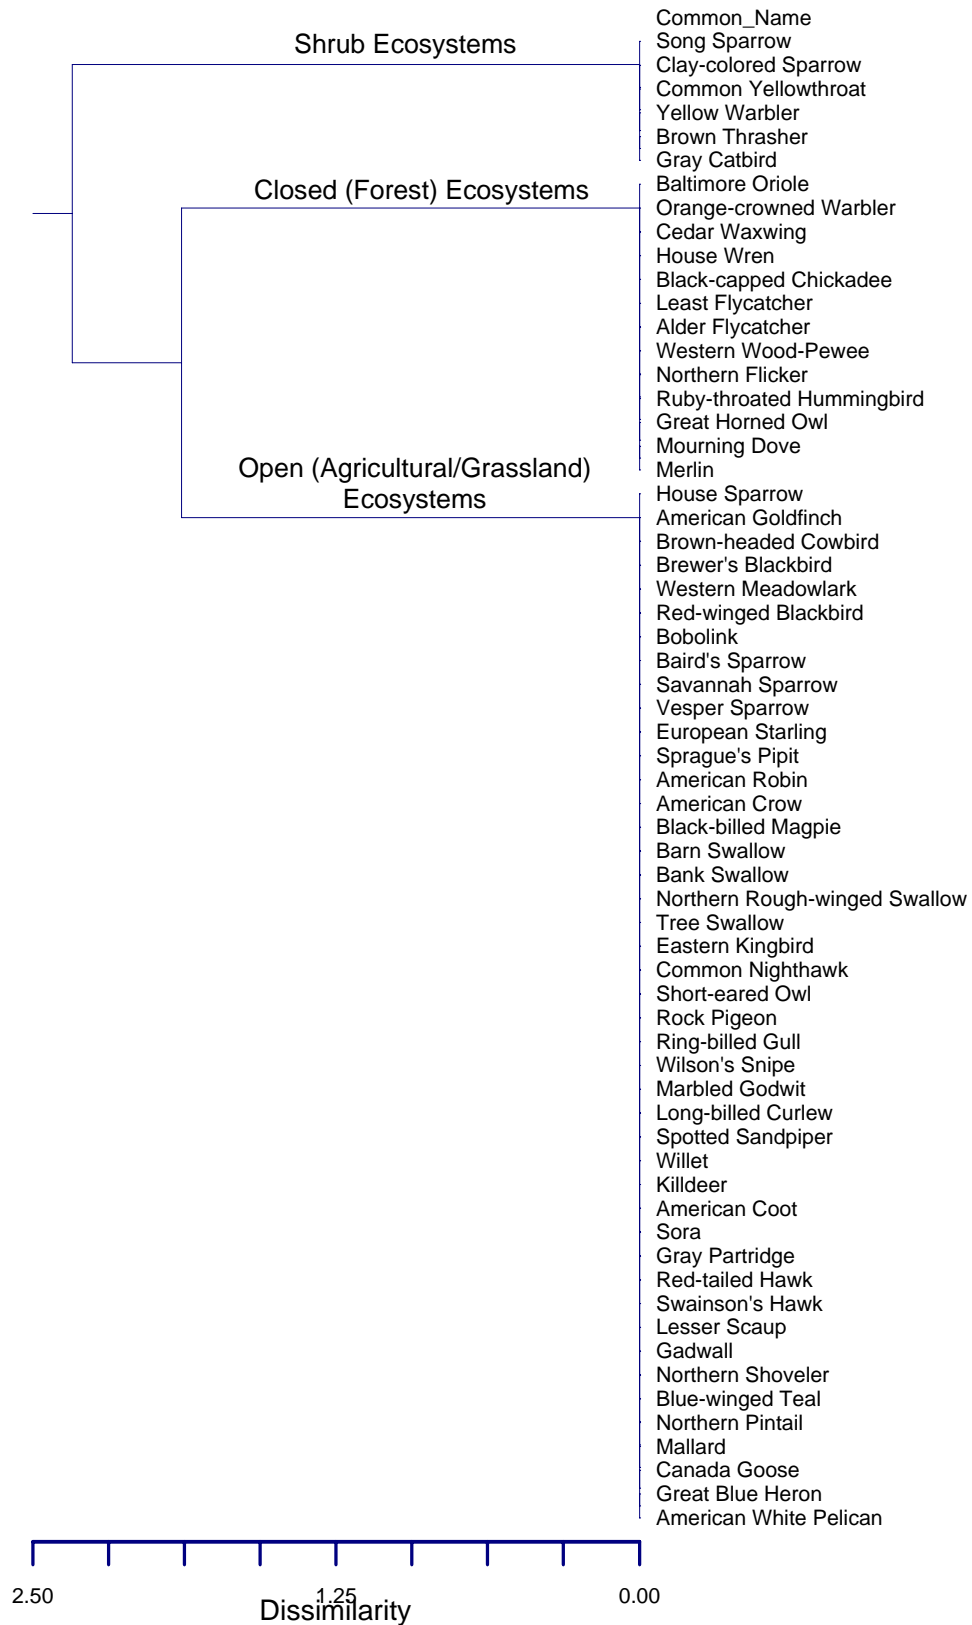 Common_Name
Shrub Ecosystems
Song Sparrow
Clay-colored Sparrow
Common Yellowthroat
Yellow Warbler
Brown Thrasher
Gray Catbird
Closed (Forest) Ecosystems
Baltimore Oriole
Orange-crowned Warbler
Cedar Waxwing
House Wren
Black-capped Chickadee
Least Flycatcher
Alder Flycatcher
Western Wood-Pewee
Northern Flicker
Ruby-throated Hummingbird
Great Horned Owl
Mourning Dove
Merlin
Open (Agricultural/Grassland)
Ecosystems
House Sparrow
American Goldfinch
Brown-headed Cowbird
Brewer's Blackbird
Western Meadowlark
Red-winged Blackbird
Bobolink
Baird's Sparrow
Savannah Sparrow
Vesper Sparrow
European Starling
Sprague's Pipit
American Robin
American Crow
Black-billed Magpie
Barn Swallow
Bank Swallow
Northern Rough-winged Swallow
Tree Swallow
Eastern Kingbird
Common Nighthawk
Short-eared Owl
Rock Pigeon
Ring-billed Gull
Wilson's Snipe
Marbled Godwit
Long-billed Curlew
Spotted Sandpiper
Willet
Killdeer
American Coot
Sora
Gray Partridge
Red-tailed Hawk
Swainson's Hawk
Lesser Scaup
Gadwall
Northern Shoveler
Blue-winged Teal
Northern Pintail
Mallard
Canada Goose
Great Blue Heron
American White Pelican
2.50 1.25 0.00
Dissimilarity